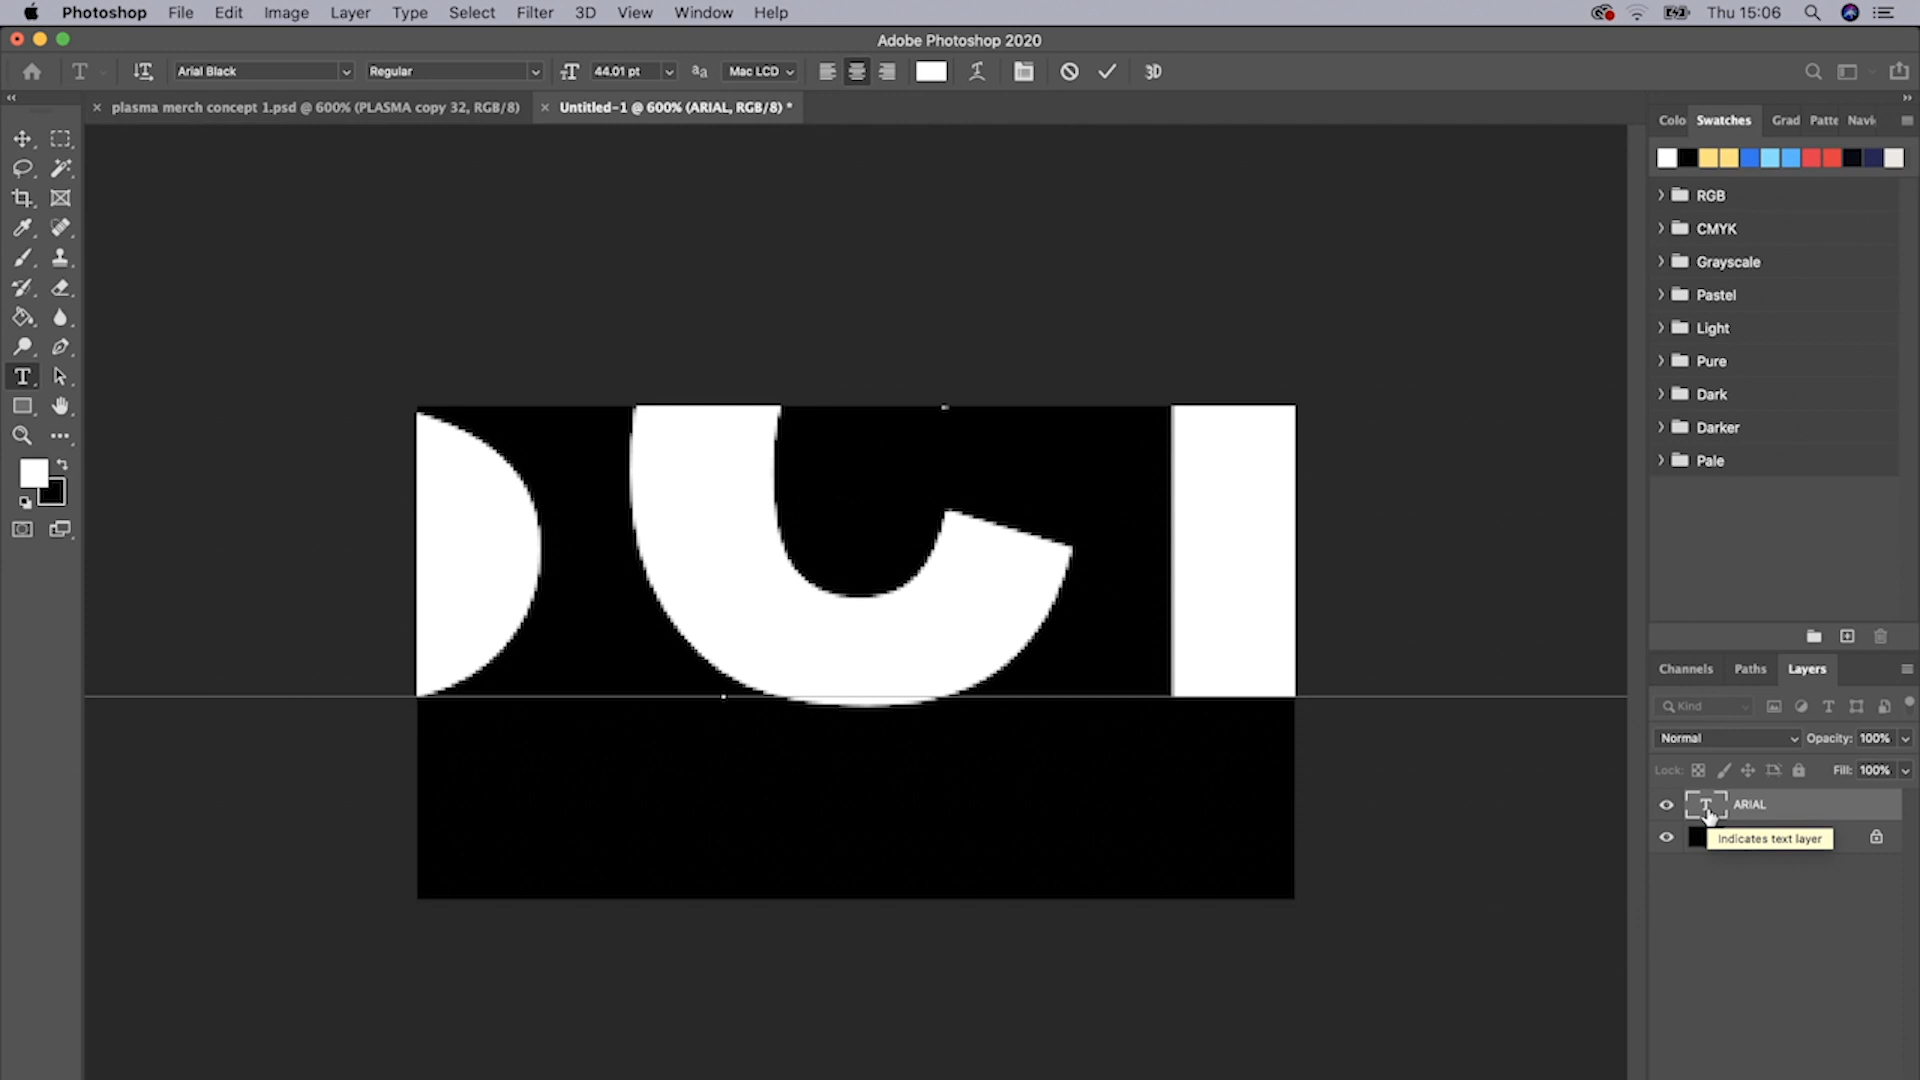 Photoshop File Edit Image Layer Type Select Filter 3D View Window Help Thu 15:06
Adobe Photoshop 2020
T Arial Black Regular 44.01 pt aa Mac LCD 3D
plasma merch concept 1.psd @ 600% (PLASMA copy 32, RGB/8) Untitled-1 @ 600% (ARIAL, RGB/8) *
Colo Swatches Grad Patte Navi
RGB
CMYK
Grayscale
Pastel
Light
Pure
Dark
Darker
Pale
Channels Paths Layers
Kind
Normal Opacity: 100%
Lock: Fill: 100%
T ARIAL
Indicates text layer